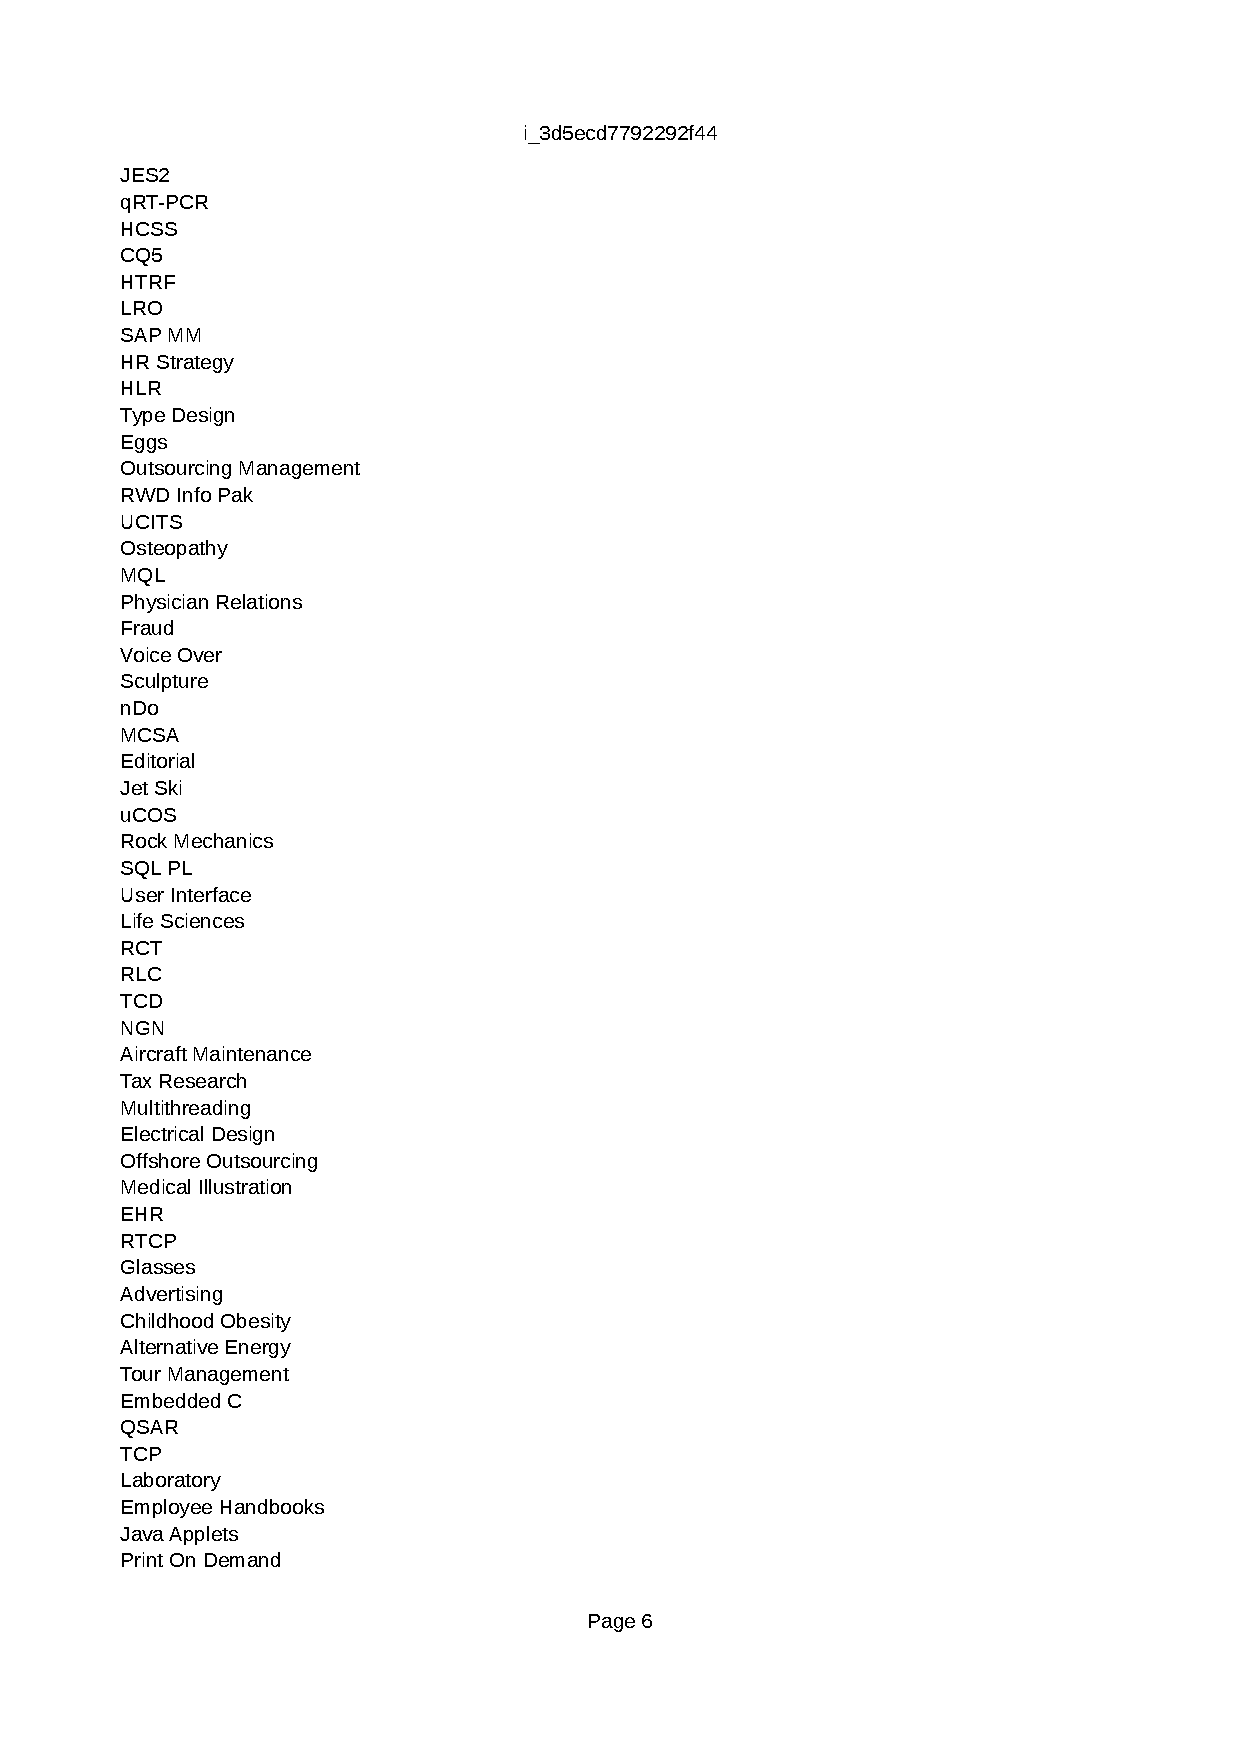 i_3d5ecd7792292f44
JES2
qRT-PCR
HCSS
CQ5
HTRF
LRO
SAP MM
HR Strategy
HLR
Type Design
Eggs
Outsourcing Management
RWD Info Pak
UCITS
Osteopathy
MQL
Physician Relations
Fraud
Voice Over
Sculpture
nDo
MCSA
Editorial
Jet Ski
uCOS
Rock Mechanics
SQL PL
User Interface
Life Sciences
RCT
RLC
TCD
NGN
Aircraft Maintenance
Tax Research
Multithreading
Electrical Design
Offshore Outsourcing
Medical Illustration
EHR
RTCP
Glasses
Advertising
Childhood Obesity
Alternative Energy
Tour Management
Embedded C
QSAR
TCP
Laboratory
Employee Handbooks
Java Applets
Print On Demand
Page 6